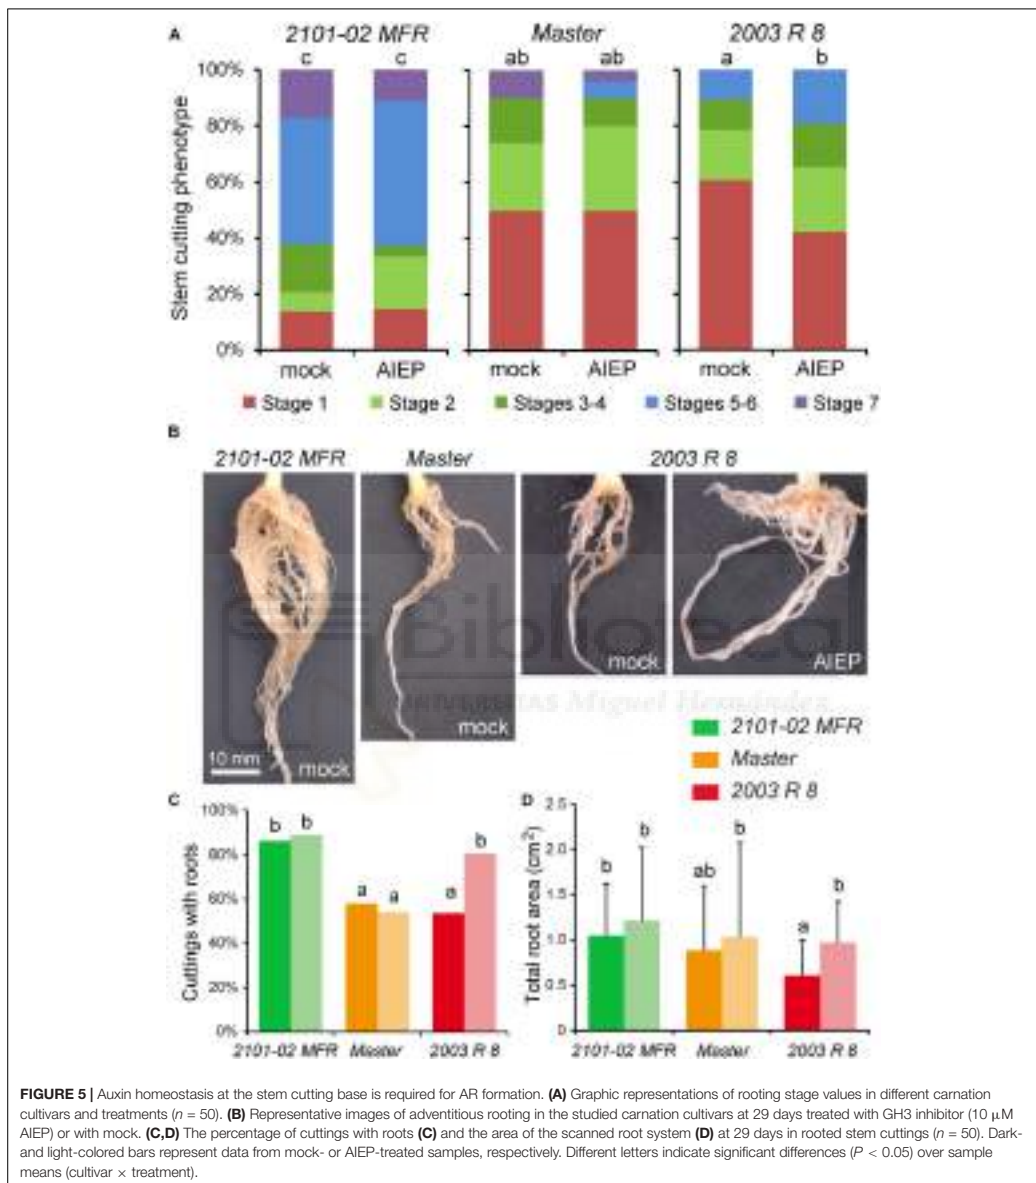 A
2101-02 MFR Master 2003 R 8
c c ab ab a b
100%
80%
60%
40%
20%
0%
Stem cutting phenotype
mock AIEP mock AIEP mock AIEP
Stage 1 Stage 2 Stages 3-4 Stages 5-6 Stage 7
B
2101-02 MFR Master 2003 R 8
Biblioteca
mock AIEP
UNIVERSITAS Miguel Hernández
mock
10 mm mock
2101-02 MFR
Master
2003 R 8
C
100%
80%
60%
40%
20%
0%
Cuttings with roots
b b a a a b
2101-02 MFR Master 2003 R 8
D
2.5
2.0
1.5
1.0
0.5
0
Total root area (cm²)
b b ab b a b
2101-02 MFR Master 2003 R 8
FIGURE 5 | Auxin homeostasis at the stem cutting base is required for AR formation. (A) Graphic representations of rooting stage values in different carnation
cultivars and treatments (n = 50). (B) Representative images of adventitious rooting in the studied carnation cultivars at 29 days treated with GH3 inhibitor (10 μM
AIEP) or with mock. (C,D) The percentage of cuttings with roots (C) and the area of the scanned root system (D) at 29 days in rooted stem cuttings (n = 50). Dark-
and light-colored bars represent data from mock- or AIEP-treated samples, respectively. Different letters indicate significant differences (P < 0.05) over sample
means (cultivar × treatment).